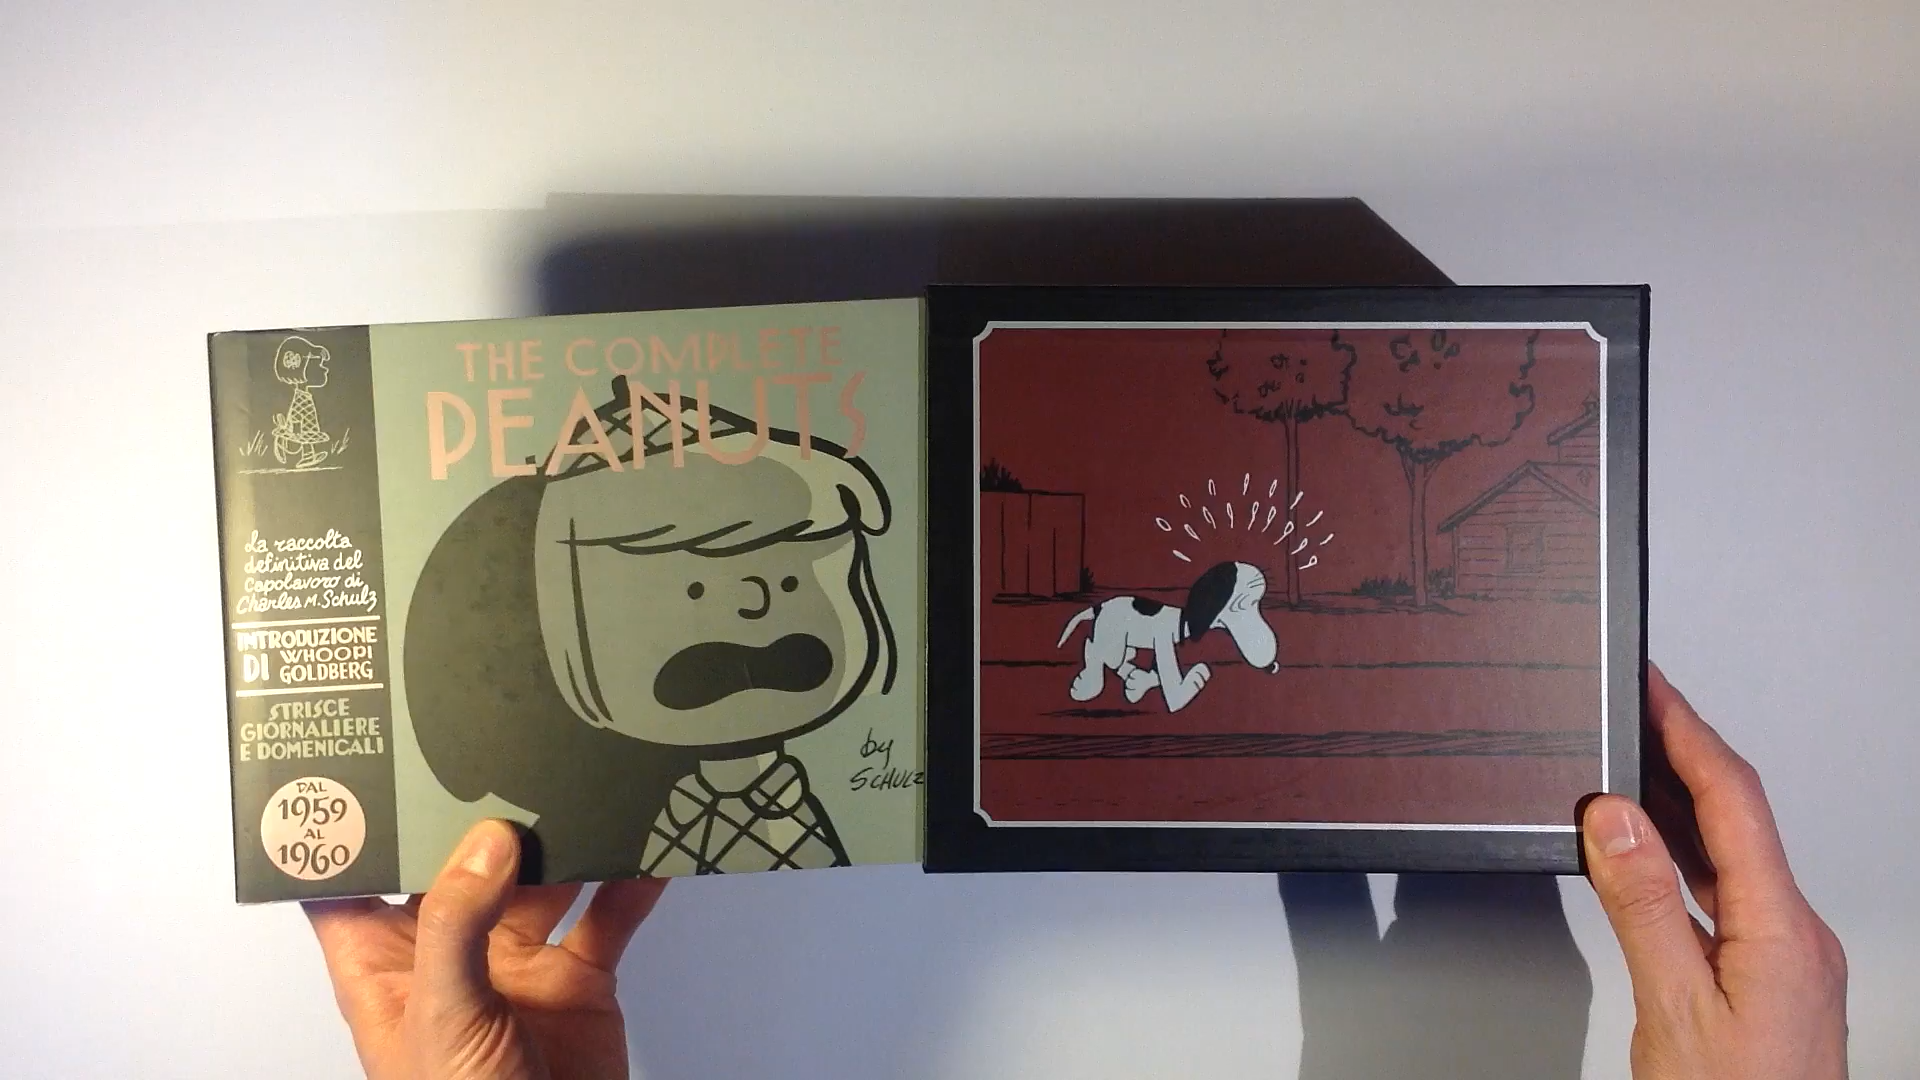 THE COMPLETE
PEANUTS
La raccolta
definitiva del
capolavoro di
Charles M. Schulz
INTRODUZIONE
DI WHOOPI
GOLDBERG
STRISCE
GIORNALIERE
E DOMENICALI
DAL
1959
AL
1960
by
SCHULZ